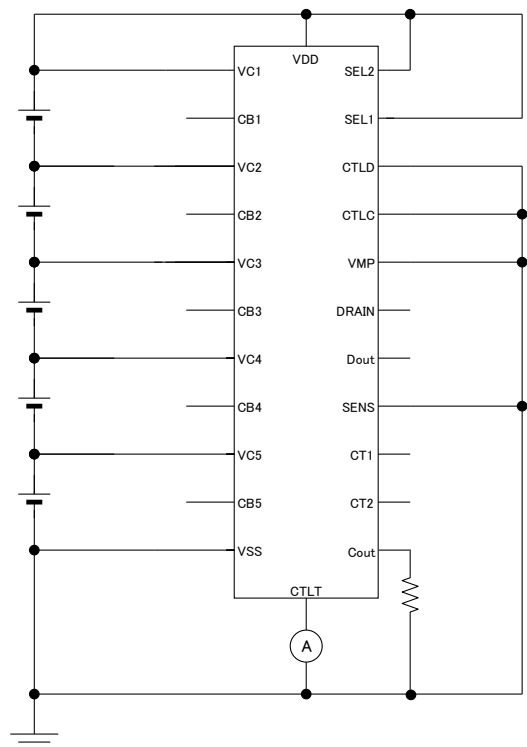 VDD
VC1
SEL2
CB1
SEL1
VC2
CTLD
CB2
CTLC
VC3
VMP
CB3
DRAIN
VC4
Dout
CB4
SENS
VC5
CT1
CB5
CT2
VSS
Cout
CTLT
A